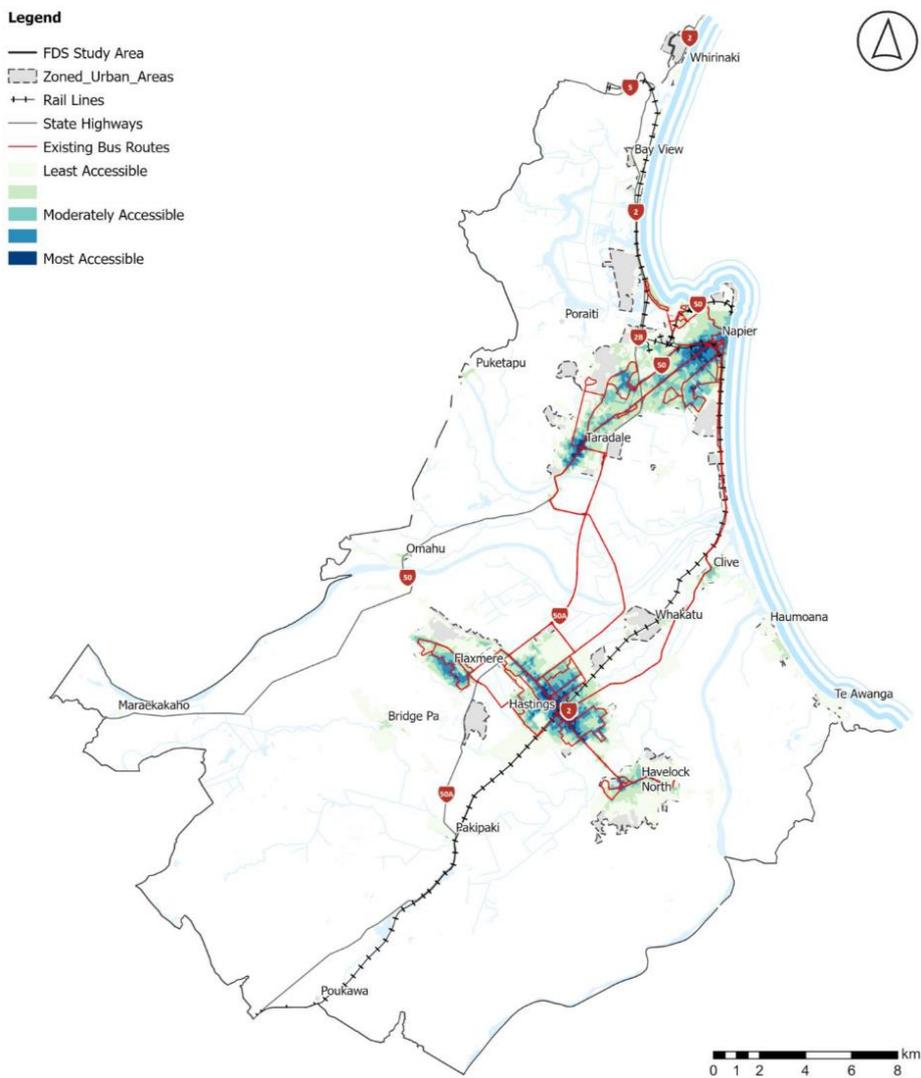 Legend
FDS Study Area
Zoned_Urban_Areas
Rail Lines
State Highways
Existing Bus Routes
Least Accessible
Moderately Accessible
Most Accessible
2
Whirinaki
5
Bay View
2
50
Poraiti
Napier
2B
50
Puketapu
Taradale
Omahu
50
Clive
50A
Whakatu
Haumoana
Flaxmere
Te Awanga
Maraekakaho
Hastings
2
Bridge Pa
Havelock
North
50A
Pakipaki
Poukawa
km
0 1 2 4 6 8